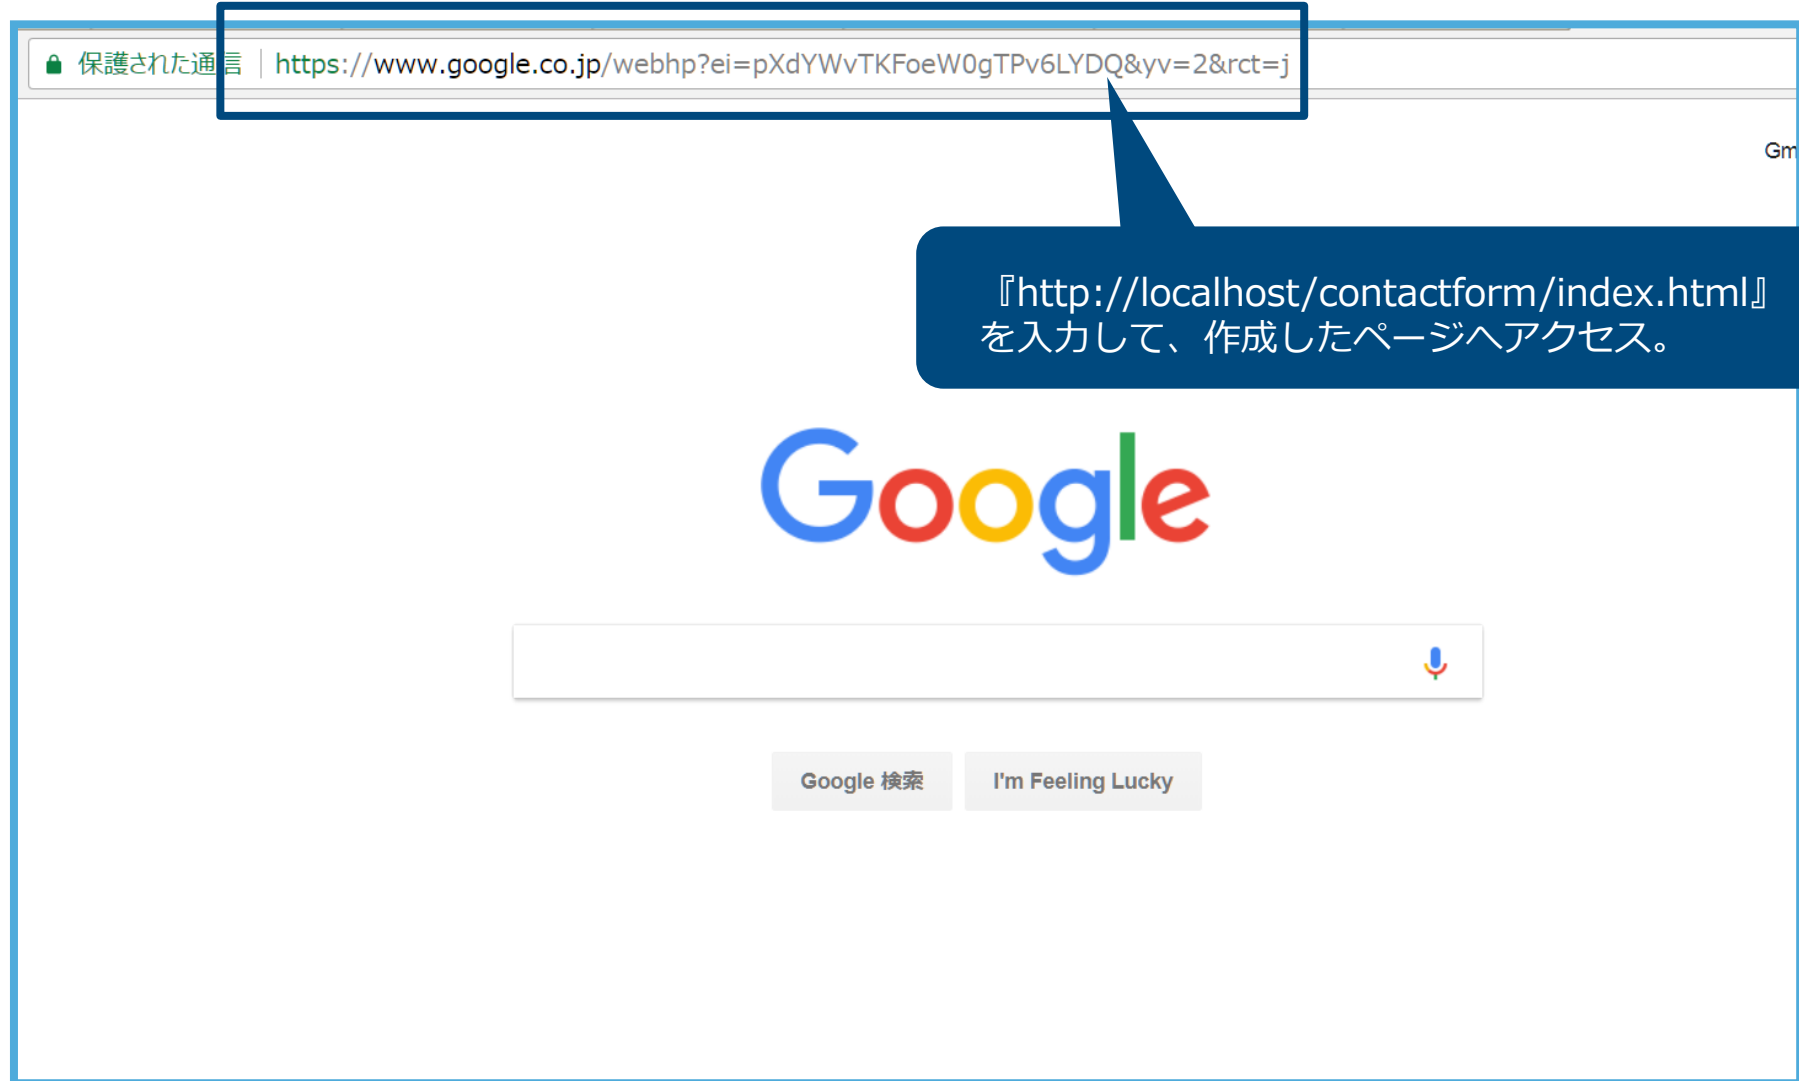 保護された通信 https://www.google.co.jp/webhp?ei=pXdYWvTKFoeW0gTPv6LYDQ&yv=2&rct=j
Gm
『http://localhost/contactform/index.html』
を入力して、作成したページへアクセス。
Google
Google 検索 I'm Feeling Lucky